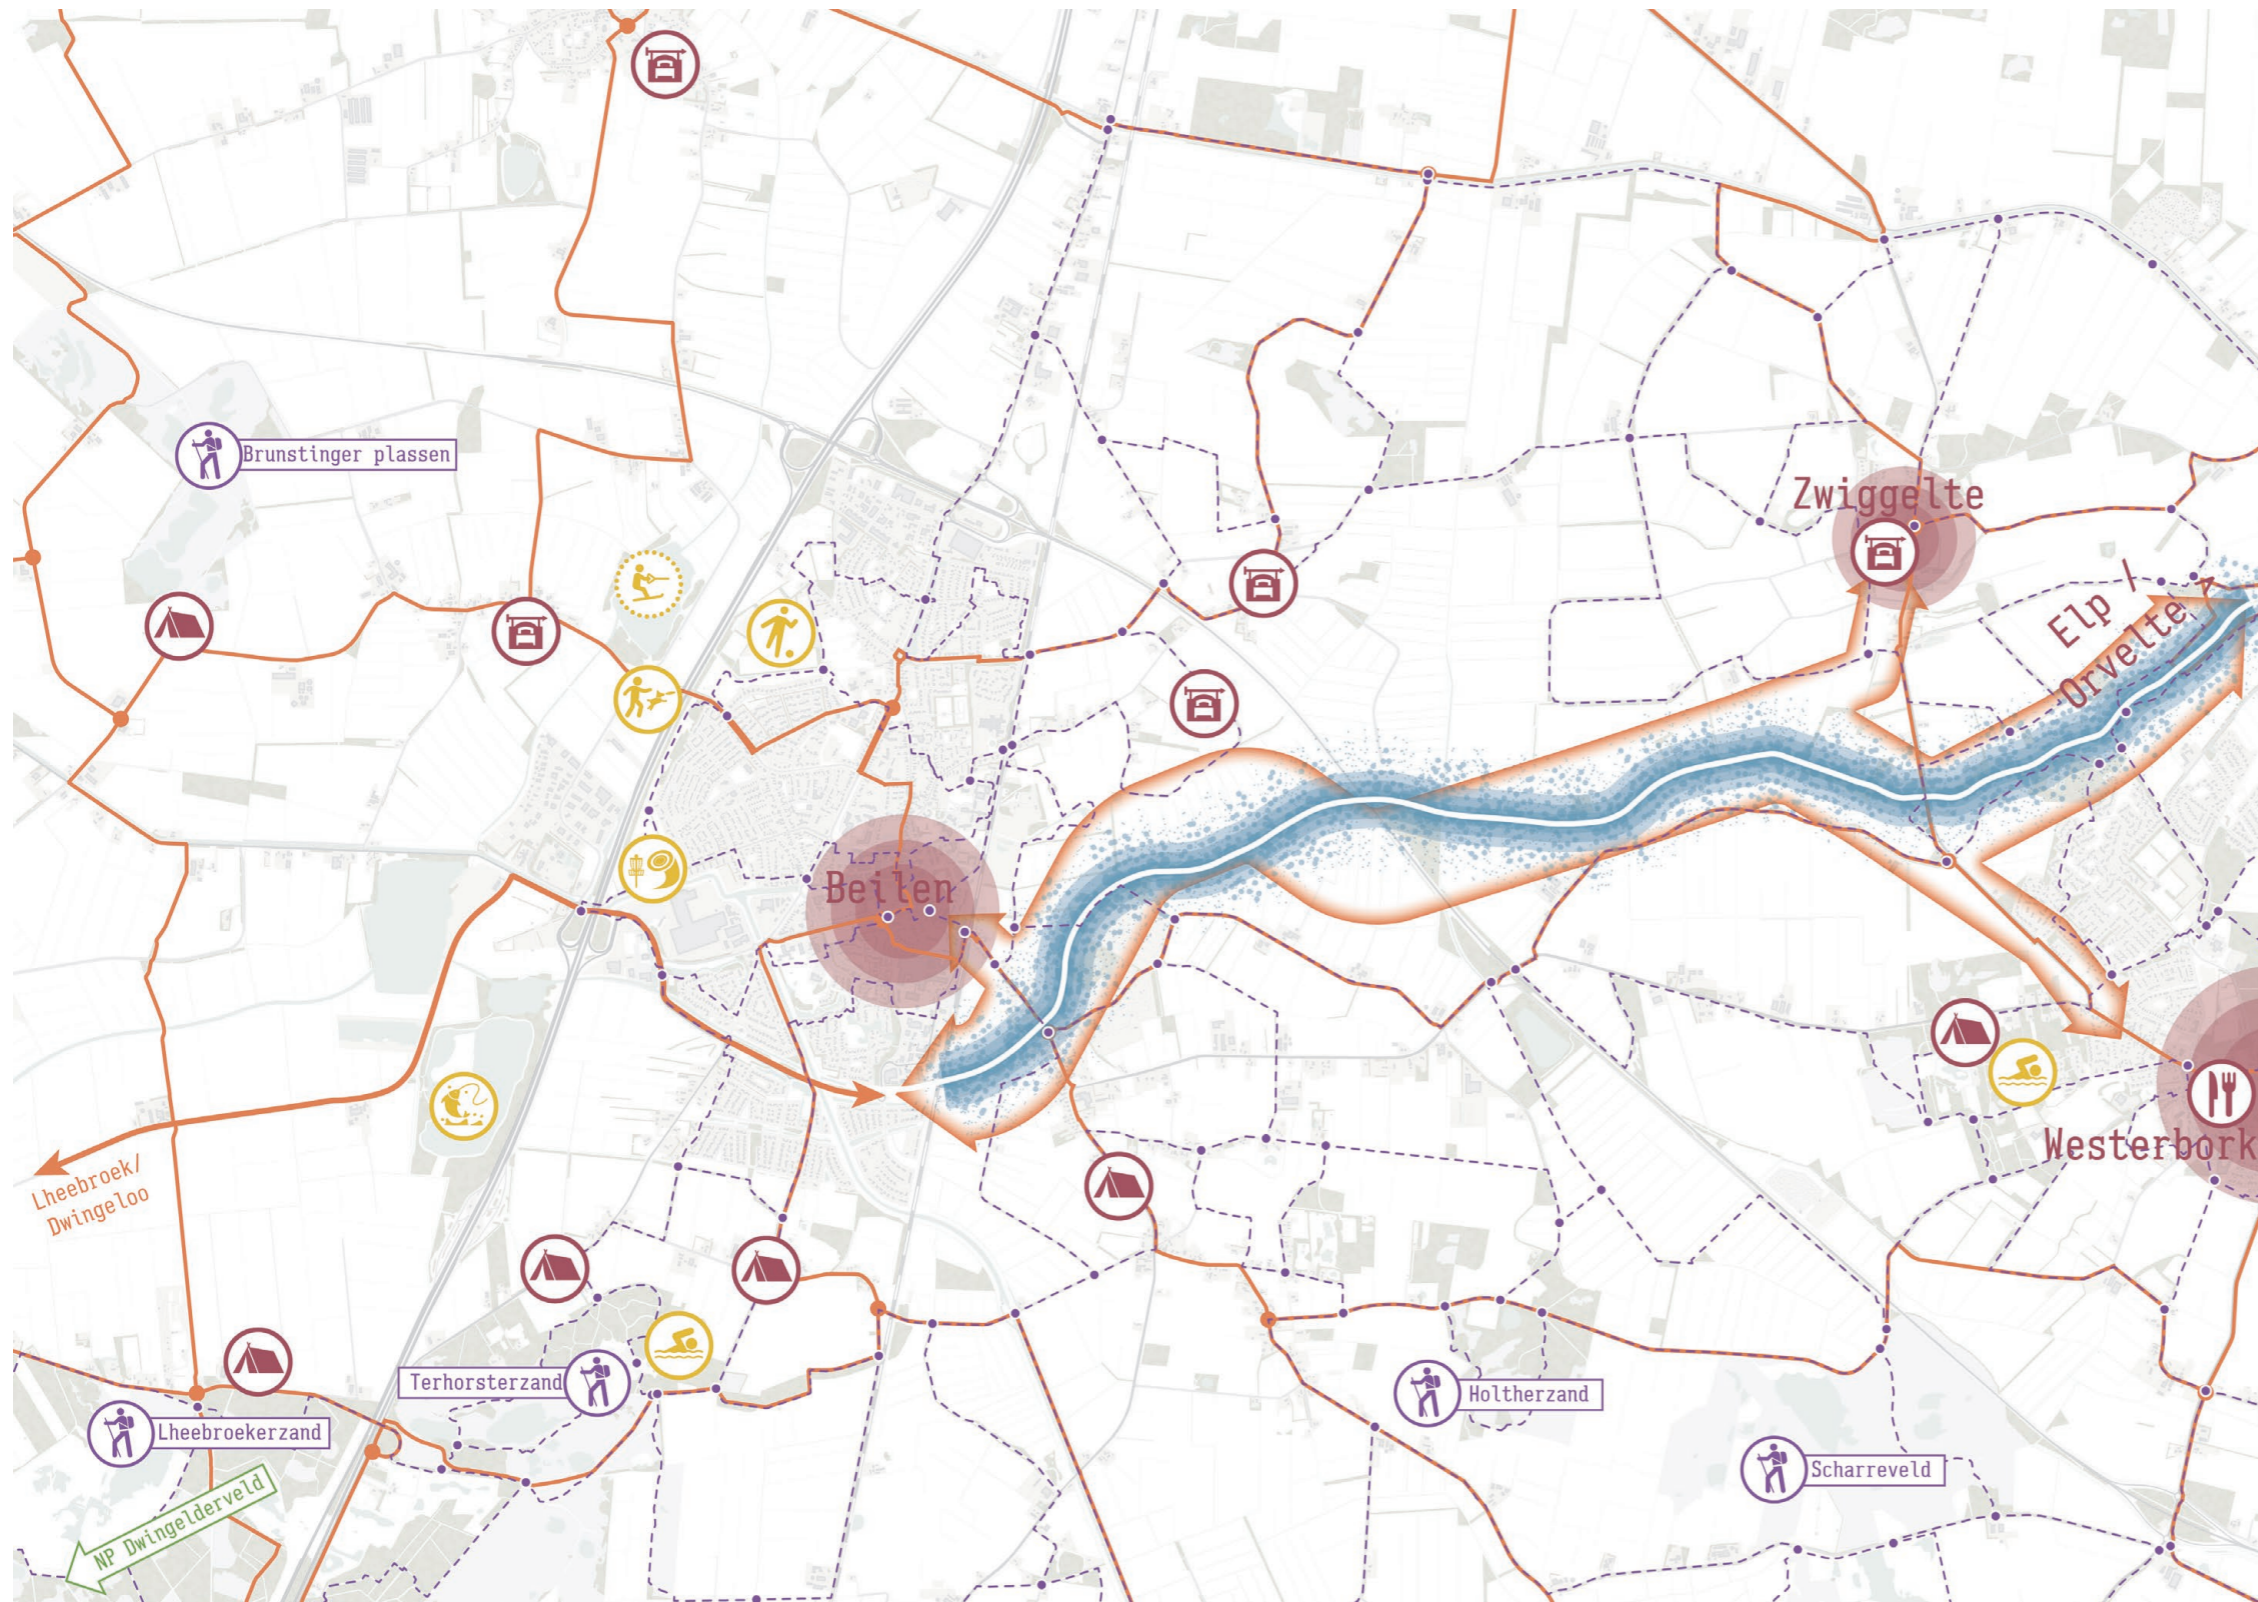 Brunstinger plassen
Zwiggelte
Elp /
Orvelte
Beilen
Lheebroek/
Dwingeloo
Westerbork
Terhorsterzand
Holtherzand
Lheebroekerzand
Scharreveld
NP Dwingelderveld